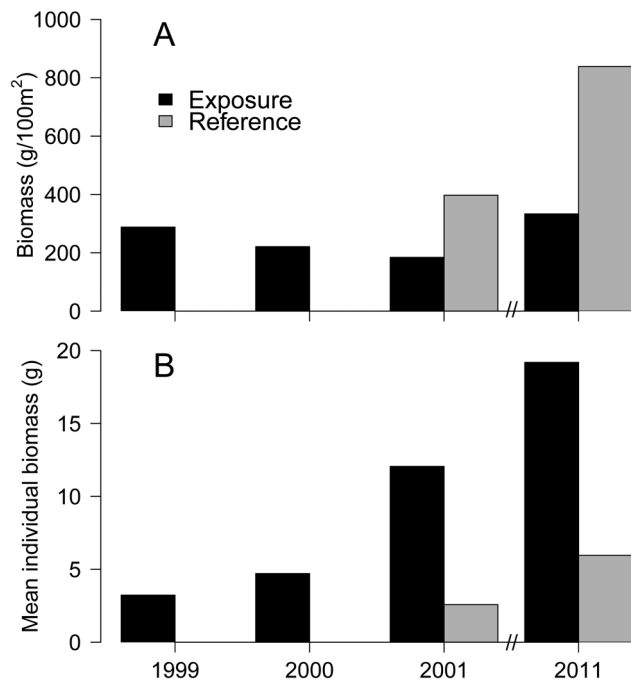 A
Exposure
Reference
Biomass (g/100m²)
1000
800
600
400
200
0
//
B
Mean individual biomass (g)
20
15
10
5
0
//
1999 2000 2001 2011